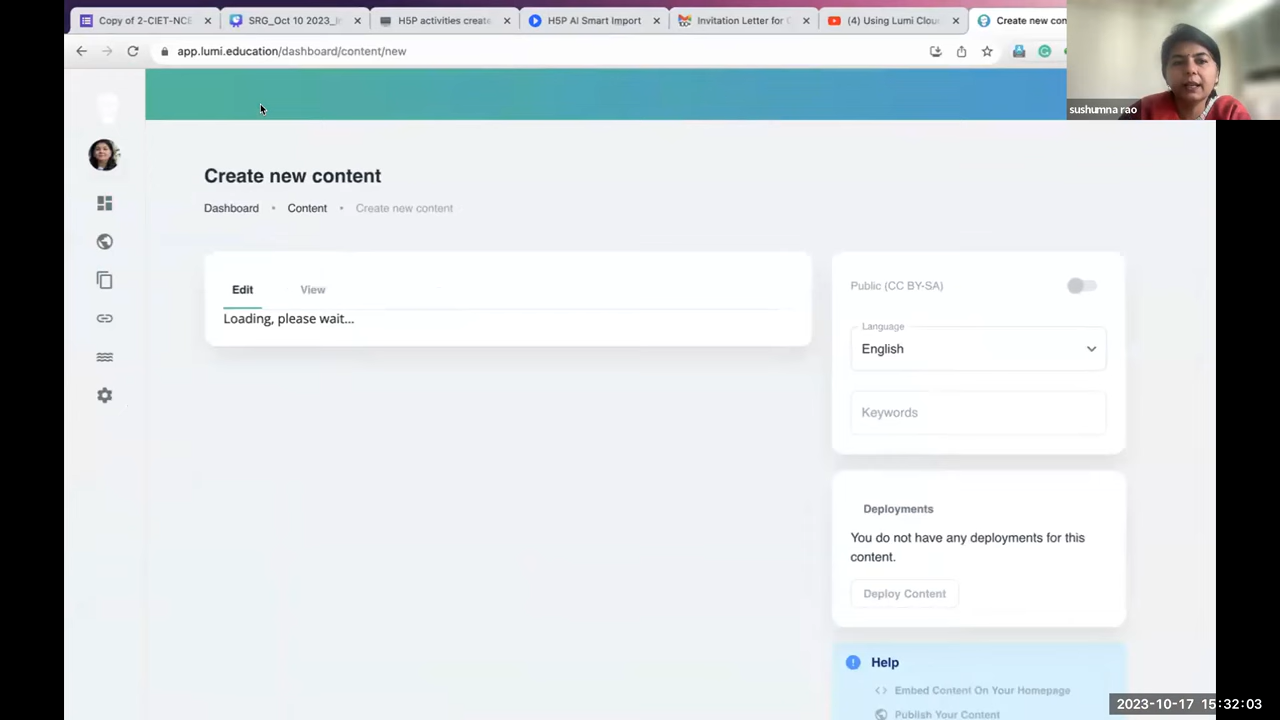 Copy of 2-CIET-NCE
SRG_Oct 10 2023_I
H5P activities create
H5P AI Smart Import
Invitation Letter for
(4) Using Lumi Clou
Create new con
app.lumi.education/dashboard/content/new
sushumna rao
Create new content
Dashboard • Content • Create new content
Edit View
Loading, please wait...
Public (CC BY-SA)
Language
English
Keywords
Deployments
You do not have any deployments for this
content.
Deploy Content
Help
Embed Content On Your Homepage
Publish Your Content
2023-10-17 15:32:03